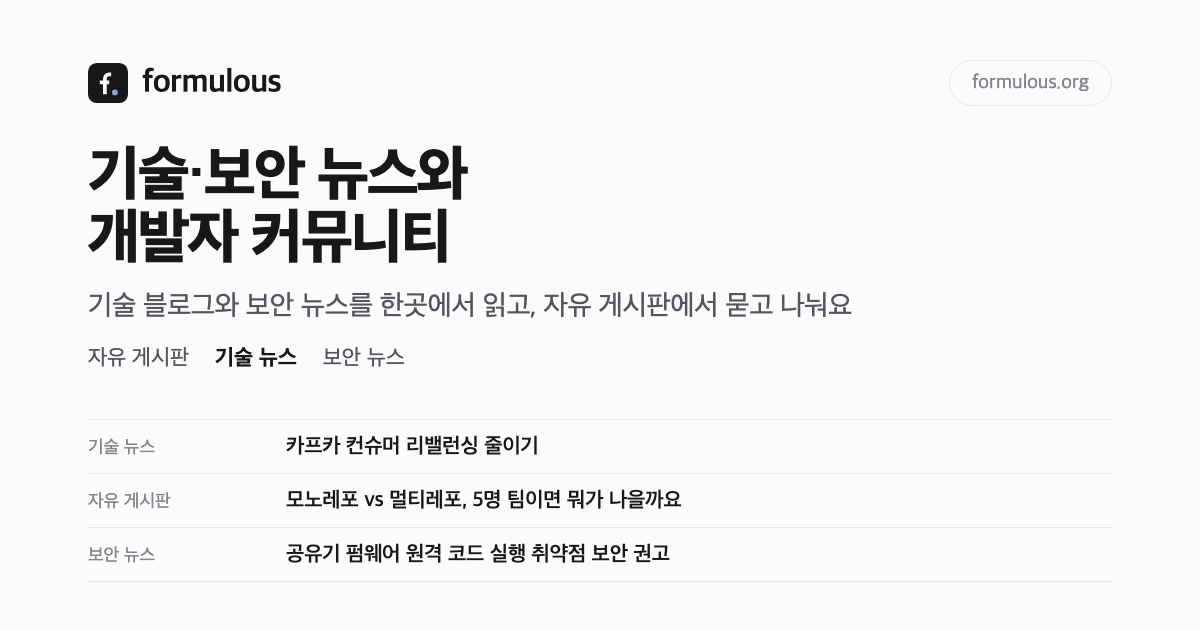 f.
formulous
formulous.org
기술·보안 뉴스와
개발자 커뮤니티
기술 블로그와 보안 뉴스를 한곳에서 읽고, 자유 게시판에서 묻고 나눠요
자유 게시판 기술 뉴스 보안 뉴스
기술 뉴스 카프카 컨슈머 리밸런싱 줄이기
자유 게시판 모노레포 vs 멀티레포, 5명 팀이면 뭐가 나을까요
보안 뉴스 공유기 펌웨어 원격 코드 실행 취약점 보안 권고